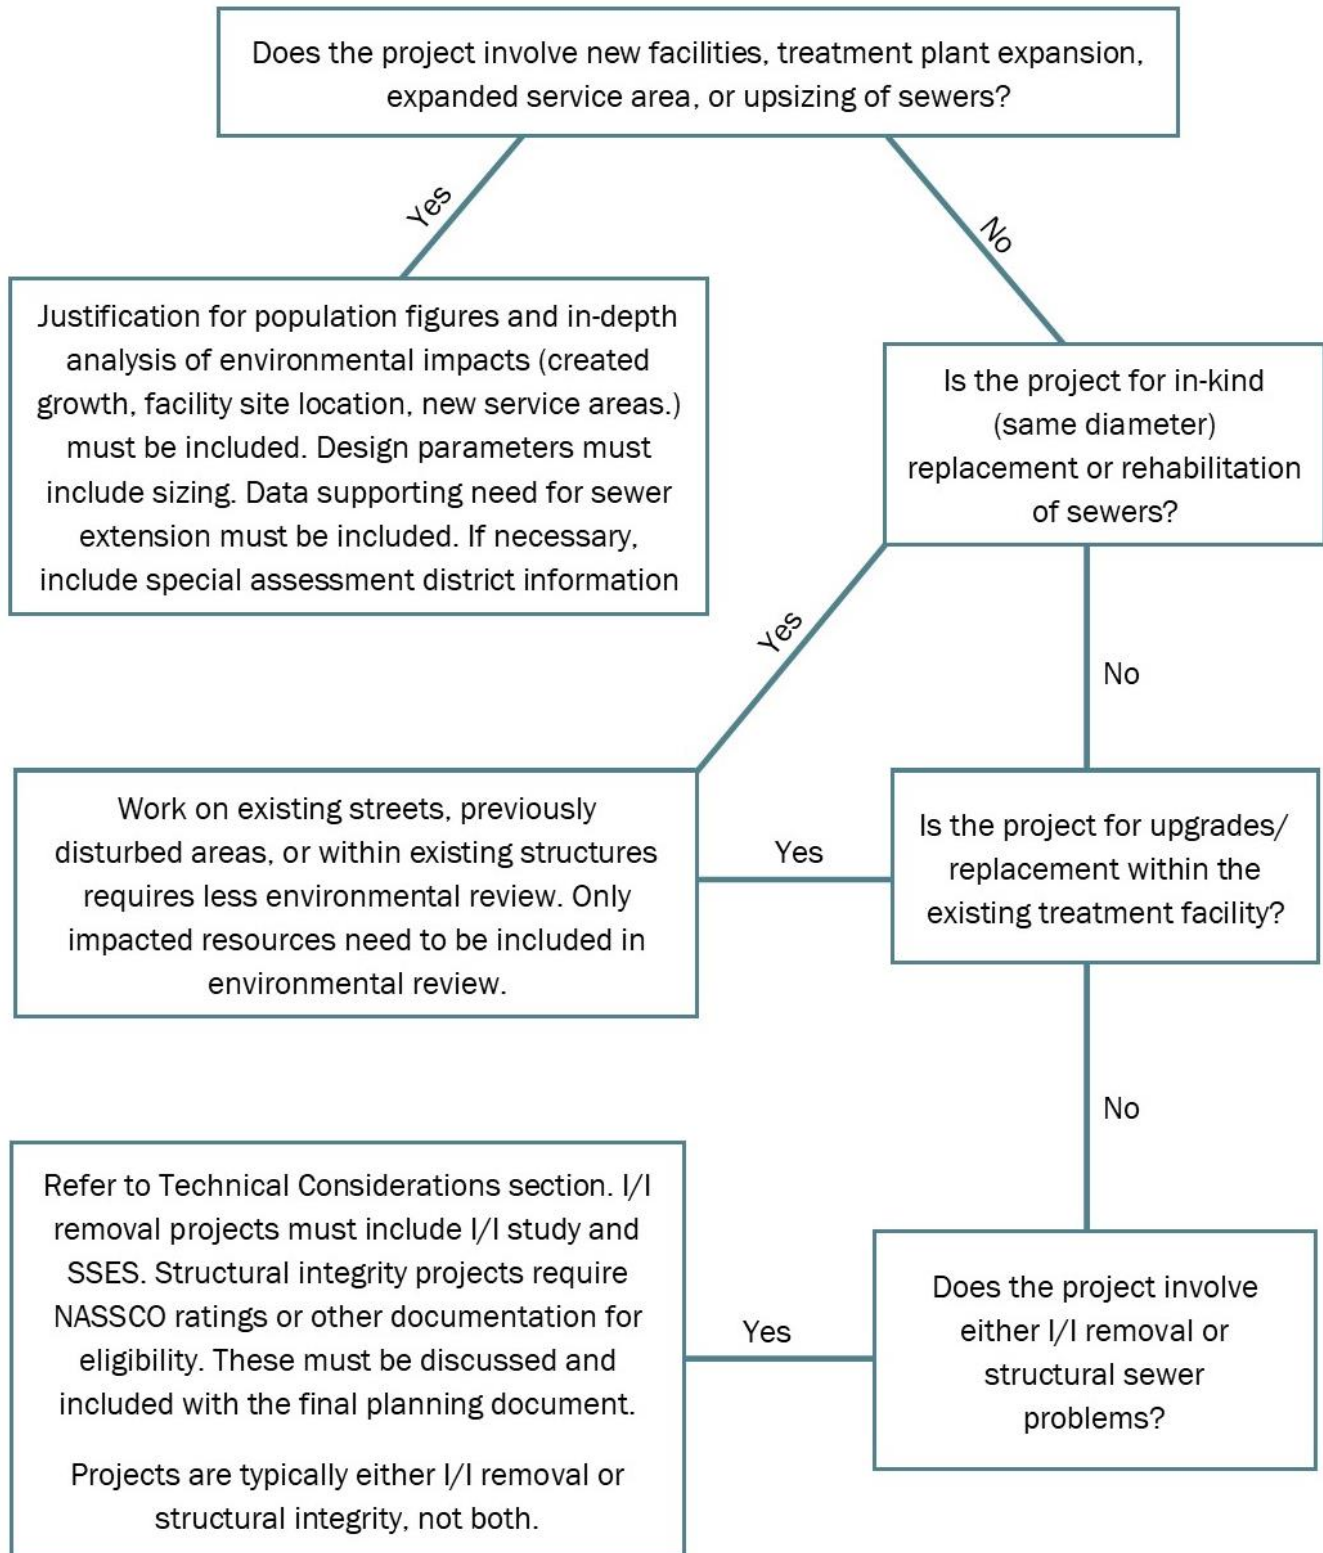 Does the project involve new facilities, treatment plant expansion,
expanded service area, or upsizing of sewers?
Yes
No
Justification for population figures and in-depth
analysis of environmental impacts (created
growth, facility site location, new service areas.)
must be included. Design parameters must
include sizing. Data supporting need for sewer
extension must be included. If necessary,
include special assessment district information
Is the project for in-kind
(same diameter)
replacement or rehabilitation
of sewers?
Yes
No
Work on existing streets, previously
disturbed areas, or within existing structures
requires less environmental review. Only
impacted resources need to be included in
environmental review.
Yes
Is the project for upgrades/
replacement within the
existing treatment facility?
No
Refer to Technical Considerations section. I/I
removal projects must include I/I study and
SSES. Structural integrity projects require
NASSCO ratings or other documentation for
eligibility. These must be discussed and
included with the final planning document.
Projects are typically either I/I removal or
structural integrity, not both.
Yes
Does the project involve
either I/I removal or
structural sewer
problems?